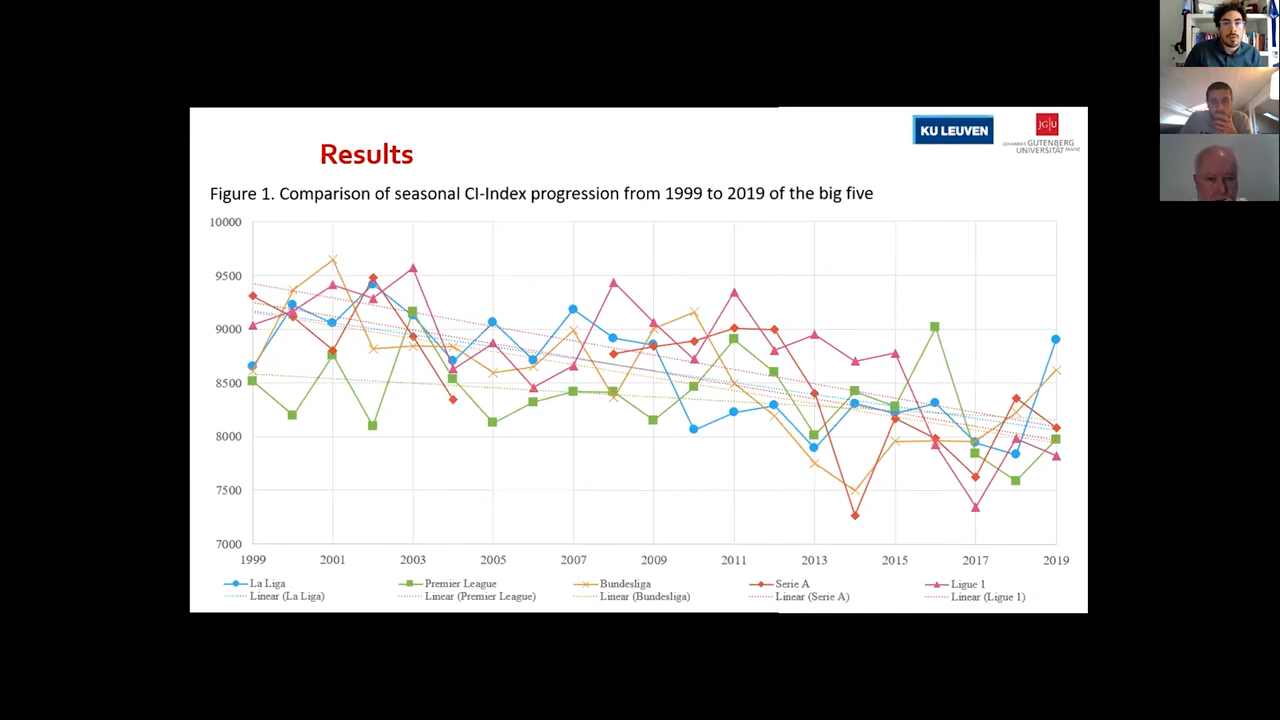 KU LEUVEN
JG|U
JOHANNES GUTENBERG
UNIVERSITÄT MAINZ
Results
Figure 1. Comparison of seasonal CI-Index progression from 1999 to 2019 of the big five
10000
9500
9000
8500
8000
7500
7000
1999 2001 2003 2005 2007 2009 2011 2013 2015 2017 2019
La Liga Premier League Bundesliga Serie A Ligue 1
Linear (La Liga) Linear (Premier League) Linear (Bundesliga) Linear (Serie A) Linear (Ligue 1)